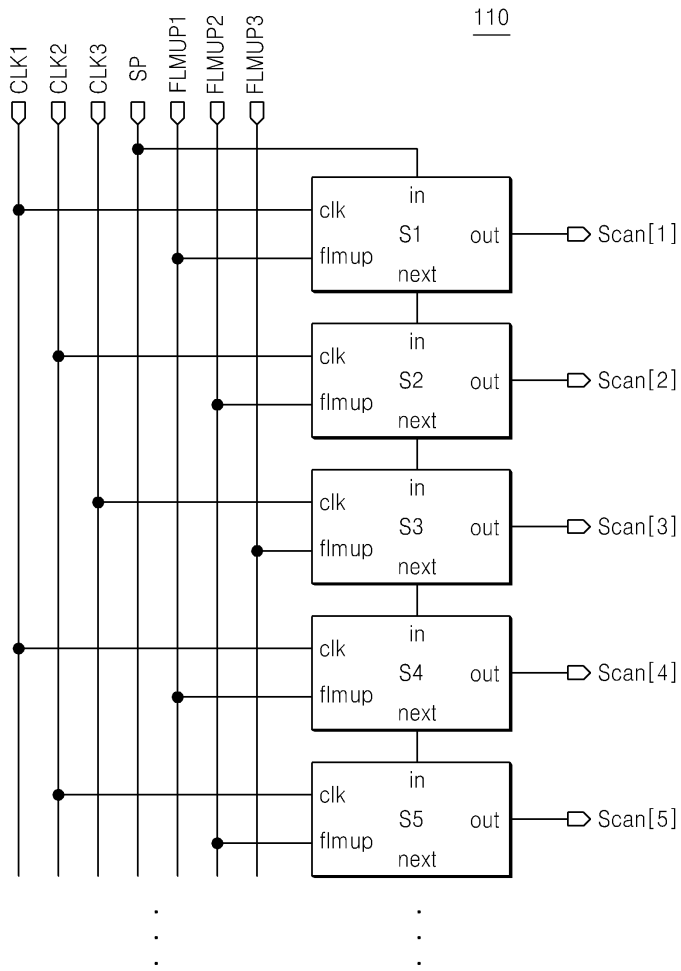 110
CLK1
CLK2
CLK3
SP
FLMUP1
FLMUP2
FLMUP3
in
clk
S1
out
Scan[1]
flmup
next
in
clk
S2
out
Scan[2]
flmup
next
in
clk
S3
out
Scan[3]
flmup
next
in
clk
S4
out
Scan[4]
flmup
next
in
clk
S5
out
Scan[5]
flmup
next